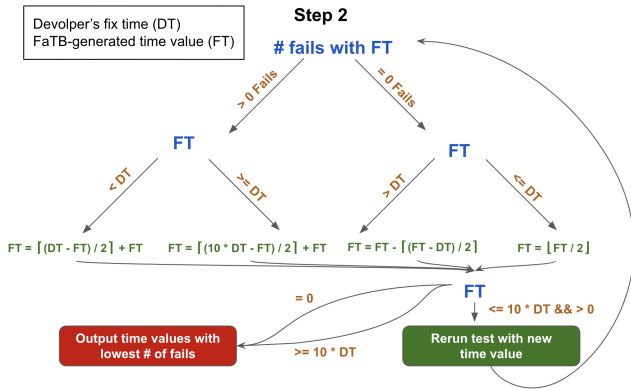 Devolper's fix time (DT)
FaTB-generated time value (FT)
Step 2
# fails with FT
> 0 Fails
= 0 Fails
FT
FT
< DT
>= DT
> DT
<= DT
FT = ⌈(DT - FT) / 2⌉ + FT
FT = ⌈(10 * DT - FT) / 2⌉ + FT
FT = FT - ⌈(FT - DT) / 2⌉
FT = ⌊FT / 2⌋
FT
= 0
<= 10 * DT && > 0
>= 10 * DT
Output time values with
lowest # of fails
Rerun test with new
time value